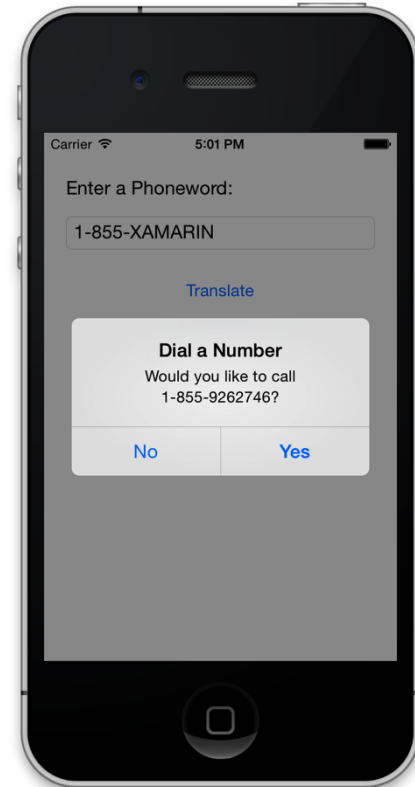 Carrier 5:01 PM
Enter a Phoneword:
1-855-XAMARIN
Translate
Dial a Number
Would you like to call
1-855-9262746?
No Yes